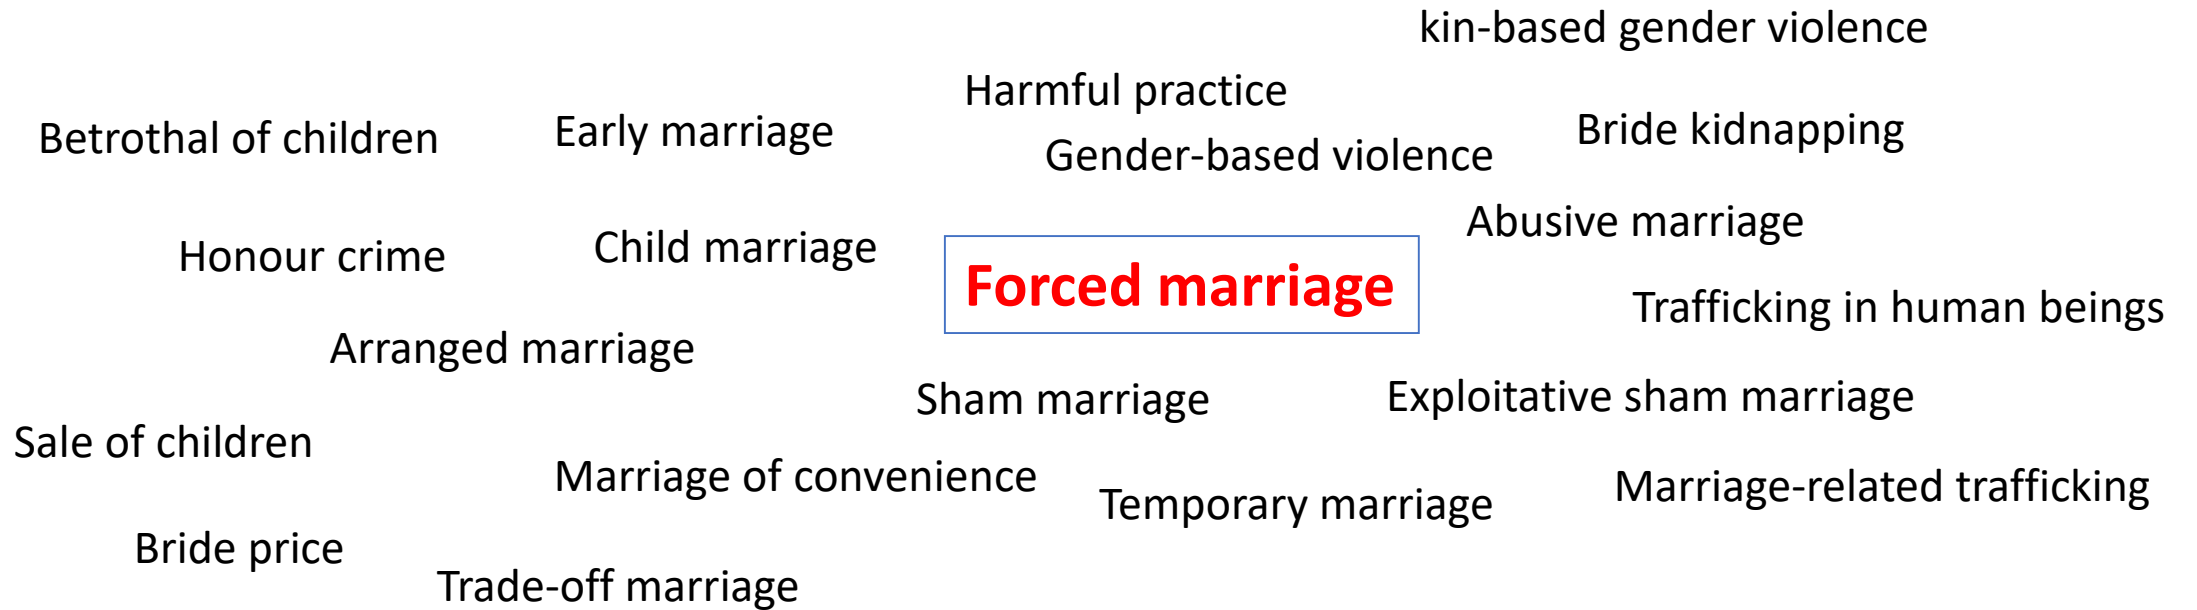 kin-based gender violence
Harmful practice
Betrothal of children
Early marriage
Gender-based violence
Bride kidnapping
Honour crime
Child marriage
Forced marriage
Abusive marriage
Trafficking in human beings
Arranged marriage
Sham marriage
Exploitative sham marriage
Sale of children
Marriage of convenience
Temporary marriage
Marriage-related trafficking
Bride price
Trade-off marriage